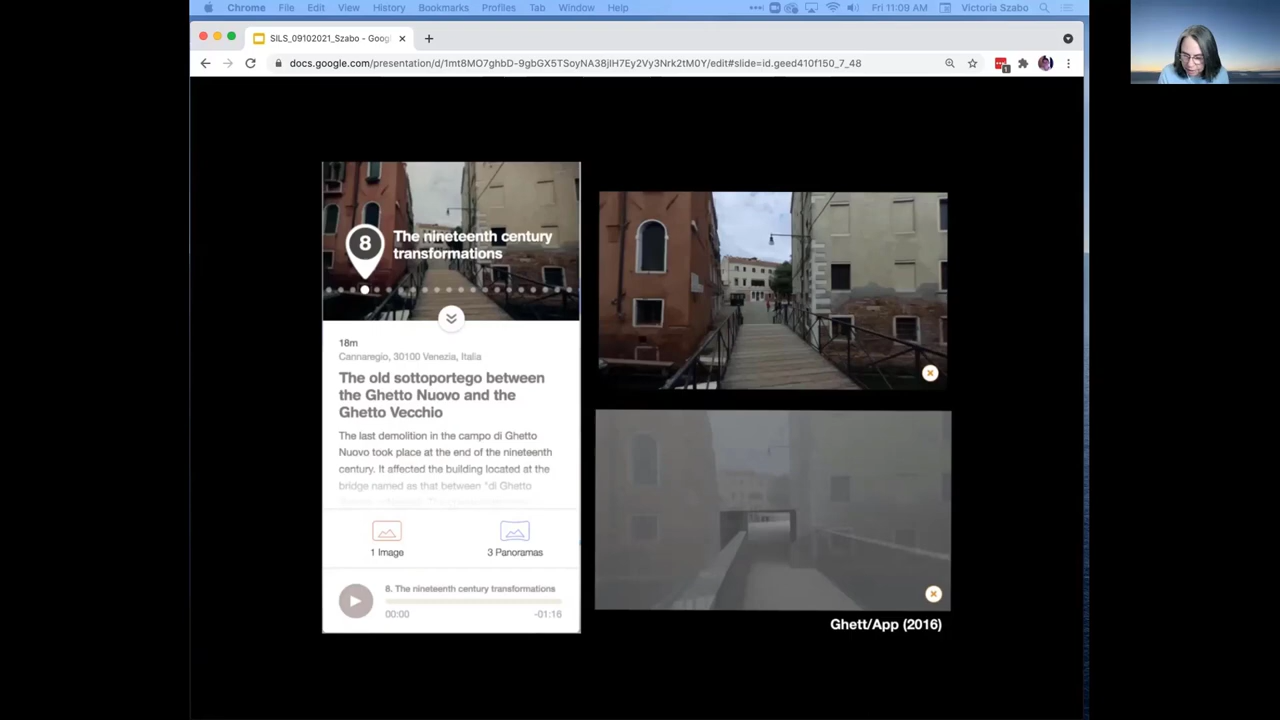 Chrome File Edit View History Bookmarks Profiles Tab Window Help
Fri 11:09 AM Victoria Szabo
SILS_09102021_Szabo - Goog
docs.google.com/presentation/d/1mt8MO7ghbD-9gbGX5TSoyNA38jIH7Ey2Vy3Nrk2tM0Y/edit#slide=id.geed410f150_7_48
1
8
The nineteenth century
transformations
18m
Cannaregio, 30100 Venezia, Italia
The old sottoportego between
the Ghetto Nuovo and the
Ghetto Vecchio
The last demolition in the campo di Ghetto
Nuovo took place at the end of the nineteenth
century. It affected the building located at the
bridge named as that between "di Ghetto
1 Image
3 Panoramas
8. The nineteenth century transformations
00:00
-01:16
Ghett/App (2016)